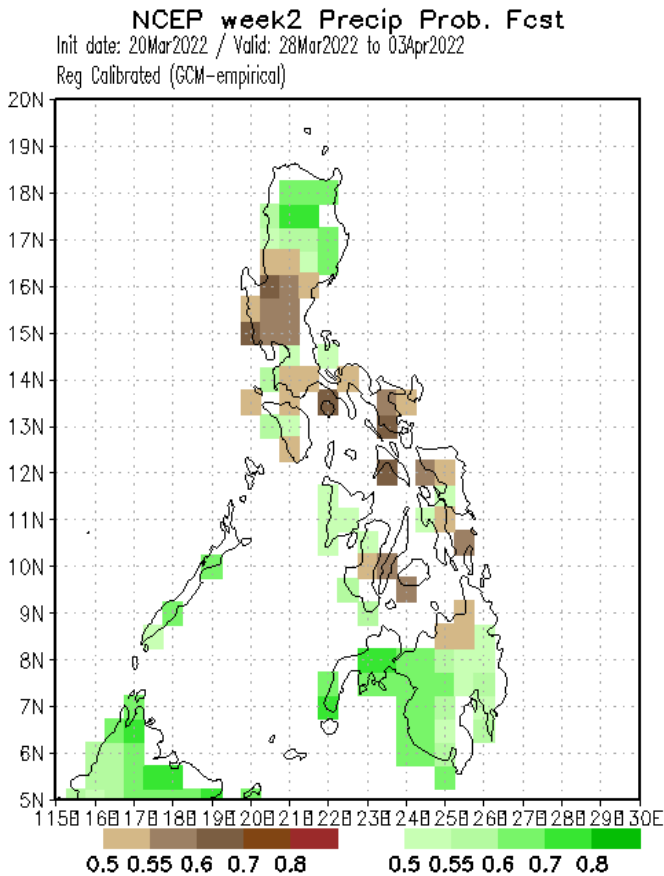 NCEP week2 Precip Prob. Fcst
Init date: 20Mar2022 / Valid: 28Mar2022 to 03Apr2022
Reg Calibrated (GCM-empirical)
20N
19N
18N
17N
16N
15N
14N
13N
12N
11N
10N
9N
8N
7N
6N
5N
115E 116E 117E 118E 119E 120E 121E 122E 123E 124E 125E 126E 127E 128E 129E 130E
0.5 0.55 0.6 0.7 0.8 0.5 0.55 0.6 0.7 0.8